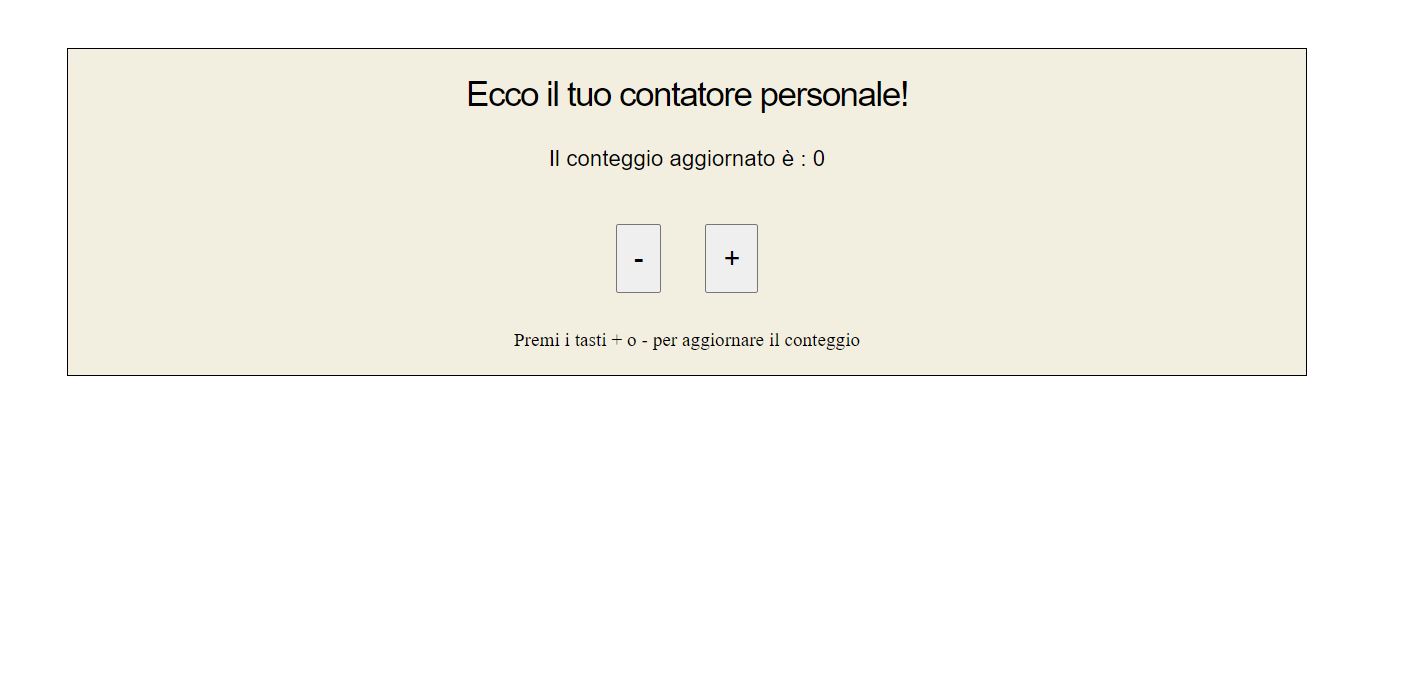 Ecco il tuo contatore personale!
Il conteggio aggiornato è : 0
- +
Premi i tasti + o - per aggiornare il conteggio